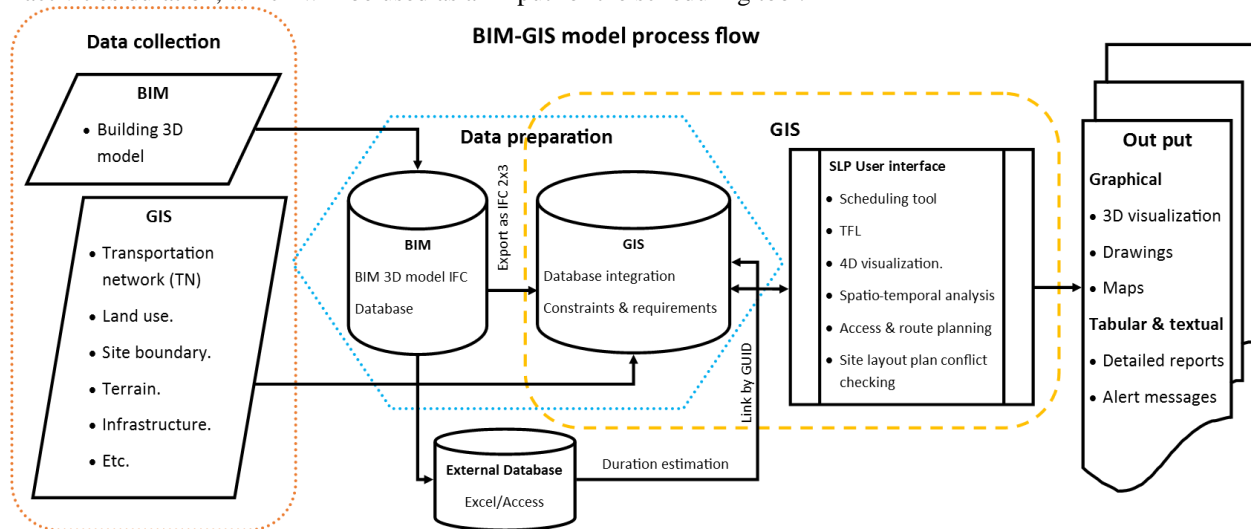 BIM-GIS model process flow
Data collection
BIM
• Building 3D
model
GIS
• Transportation
network (TN)
• Land use.
• Site boundary.
• Terrain.
• Infrastructure.
• Etc.
Data preparation
BIM
BIM 3D model IFC
Database
Export as IFC 2x3
GIS
Database integration
Constraints & requirements
External Database
Excel/Access
Duration estimation
Link by GUID
GIS
SLP User interface
• Scheduling tool
• TFL
• 4D visualization.
• Spatio-temporal analysis
• Access & route planning
• Site layout plan conflict
checking
Out put
Graphical
• 3D visualization
• Drawings
• Maps
Tabular & textual
• Detailed reports
• Alert messages